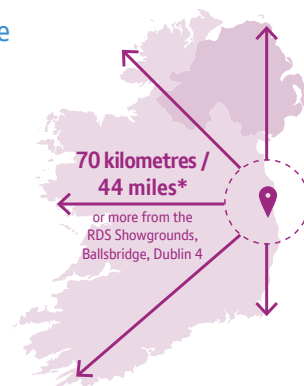 e
70 kilometres /
44 miles*
or more from the
RDS Showgrounds,
Ballsbridge, Dublin 4